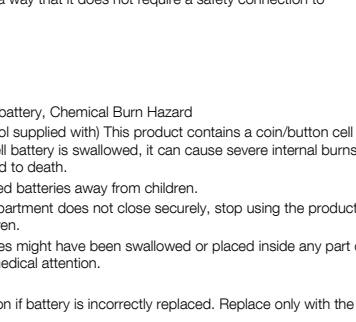 a way that it does not require a safety connection to
battery, Chemical Burn Hazard
ol supplied with) This product contains a coin/button cell
ll battery is swallowed, it can cause severe internal burns
d to death.
ed batteries away from children.
partment does not close securely, stop using the product
en.
es might have been swallowed or placed inside any part
edical attention.
on if battery is incorrectly replaced. Replace only with the